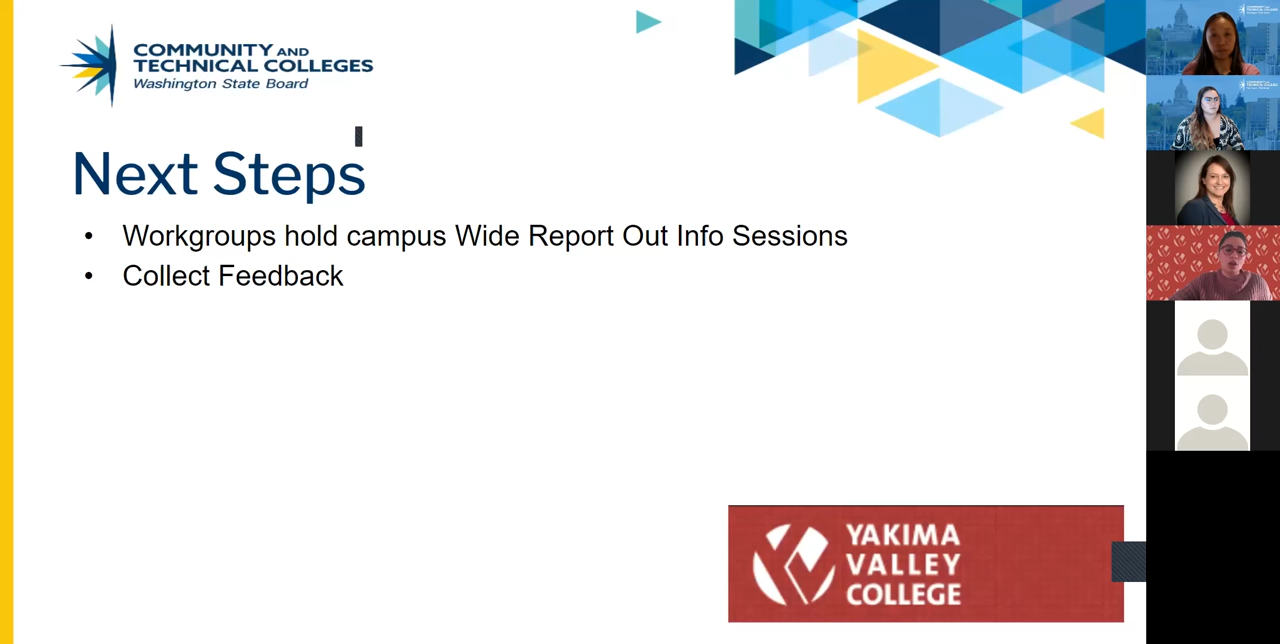 COMMUNITY AND
TECHNICAL COLLEGES
Washington State Board
Next Steps
• Workgroups hold campus Wide Report Out Info Sessions
• Collect Feedback
YAKIMA
VALLEY
COLLEGE